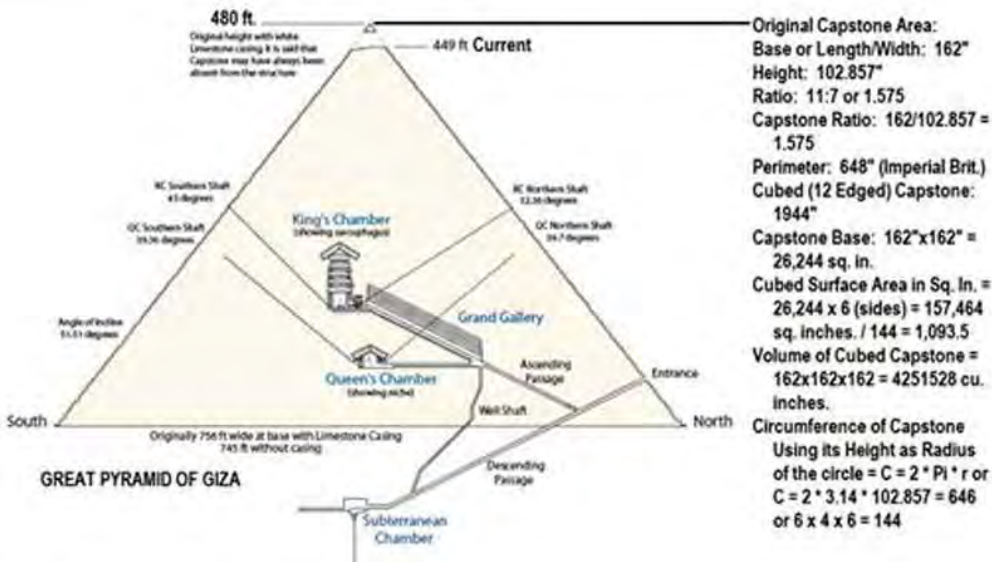 480 ft.
Original height with white
Limestone casing it is said that
Capstone may have always been
absent from the structure
449 ft Current
KC Southern Shaft
45 degrees
QC Southern Shaft
39.36 degrees
KC Northern Shaft
QC Northern Shaft
39.7 degrees
King's Chamber
(showing sarcophagus)
Grand Gallery
Angle of Incline
51.51 degrees
Queen's Chamber
(showing niche)
Ascending
Passage
Entrance
Well Shaft
South
North
Originally 756 ft wide at base with Limestone Casing
745 ft without casing
Descending
Passage
GREAT PYRAMID OF GIZA
Subterranean
Chamber
Original Capstone Area:
Base or Length/Width: 162"
Height: 102.857"
Ratio: 11:7 or 1.575
Capstone Ratio: 162/102.857 =
1.575
Perimeter: 648" (Imperial Brit.)
Cubed (12 Edged) Capstone:
1944"
Capstone Base: 162"x162" =
26,244 sq. in.
Cubed Surface Area in Sq. In. =
26,244 x 6 (sides) = 157,464
sq. inches. / 144 = 1,093.5
Volume of Cubed Capstone =
162x162x162 = 4251528 cu.
inches.
Circumference of Capstone
Using its Height as Radius
of the circle = C = 2 * Pi * r or
C = 2 * 3.14 * 102.857 = 646
or 6 x 4 x 6 = 144